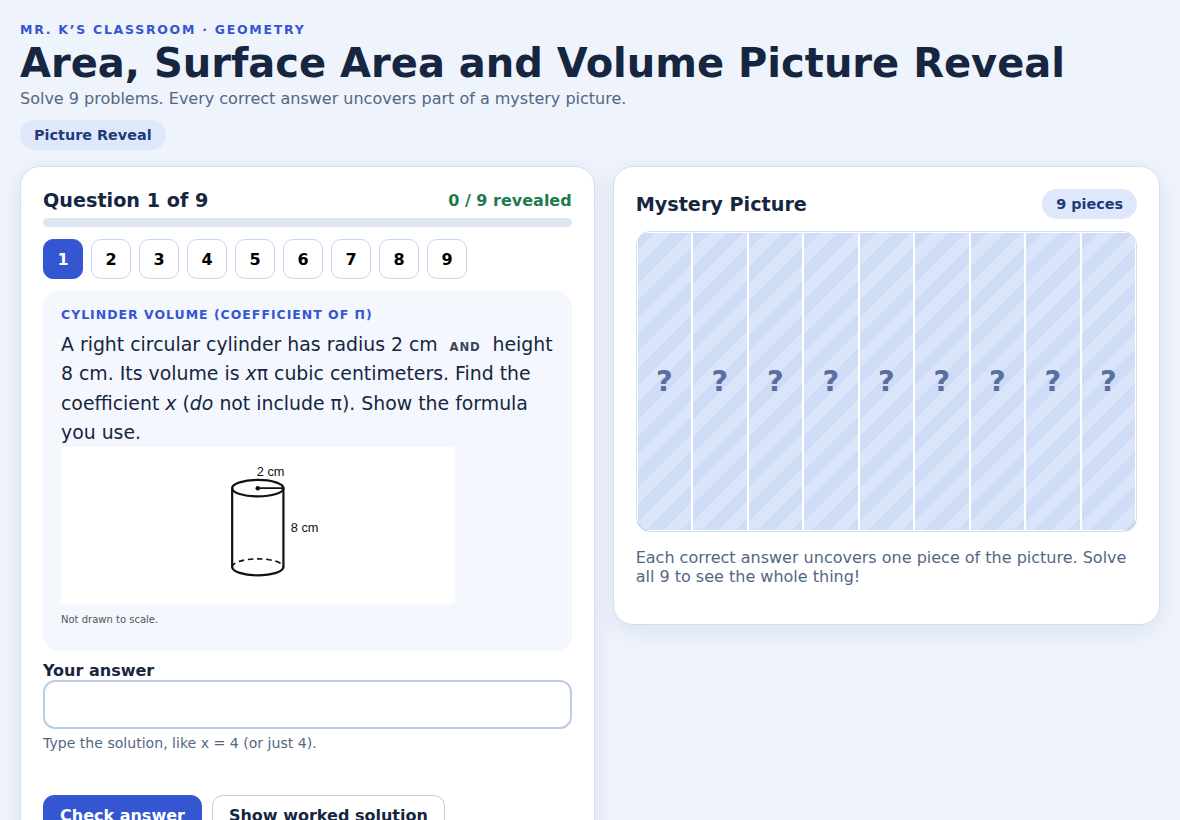 MR. K’S CLASSROOM · GEOMETRY
Area, Surface Area and Volume Picture Reveal
Solve 9 problems. Every correct answer uncovers part of a mystery picture.
Picture Reveal
Question 1 of 9
0 / 9 revealed
1 2 3 4 5 6 7 8 9
CYLINDER VOLUME (COEFFICIENT OF Π)
A right circular cylinder has radius 2 cm AND height
8 cm. Its volume is xπ cubic centimeters. Find the
coefficient x (do not include π). Show the formula
you use.
2 cm
8 cm
Not drawn to scale.
Your answer
Type the solution, like x = 4 (or just 4).
Check answer
Show worked solution
Mystery Picture
9 pieces
? ? ? ? ? ? ? ? ?
Each correct answer uncovers one piece of the picture. Solve
all 9 to see the whole thing!